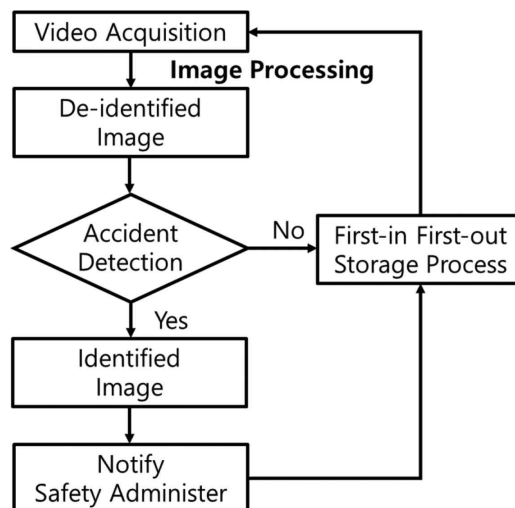 Video Acquisition
Image Processing
De-identified
Image
Accident
Detection
No
First-in First-out
Storage Process
Yes
Identified
Image
Notify
Safety Administer